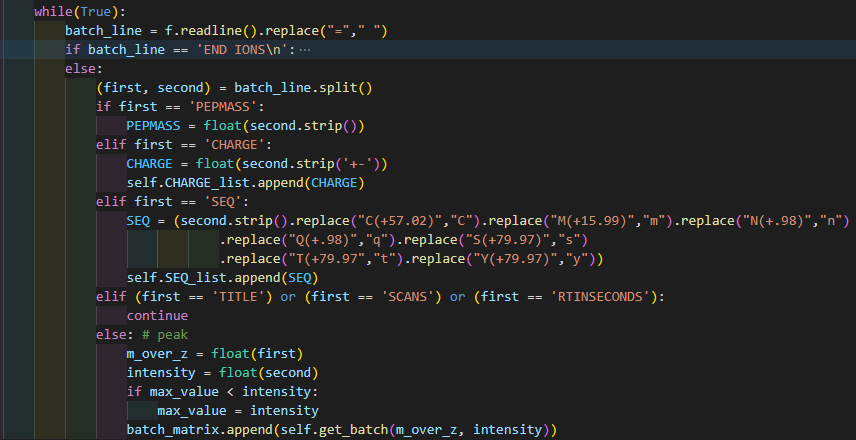 while(True):
    batch_line = f.readline().replace("="," ")
    if batch_line == 'END IONS\n': ···
    else:
        (first, second) = batch_line.split()
        if first == 'PEPMASS':
            PEPMASS = float(second.strip())
        elif first == 'CHARGE':
            CHARGE = float(second.strip('+-'))
            self.CHARGE_list.append(CHARGE)
        elif first == 'SEQ':
            SEQ = (second.strip().replace("C(+57.02)","C").replace("M(+15.99)","m").replace("N(+.98)","n")
                        .replace("Q(+.98)","q").replace("S(+79.97)","s")
                        .replace("T(+79.97","t").replace("Y(+79.97)","y"))
            self.SEQ_list.append(SEQ)
        elif (first == 'TITLE') or (first == 'SCANS') or (first == 'RTINSECONDS'):
            continue
        else: # peak
            m_over_z = float(first)
            intensity = float(second)
            if max_value < intensity:
                max_value = intensity
            batch_matrix.append(self.get_batch(m_over_z, intensity))